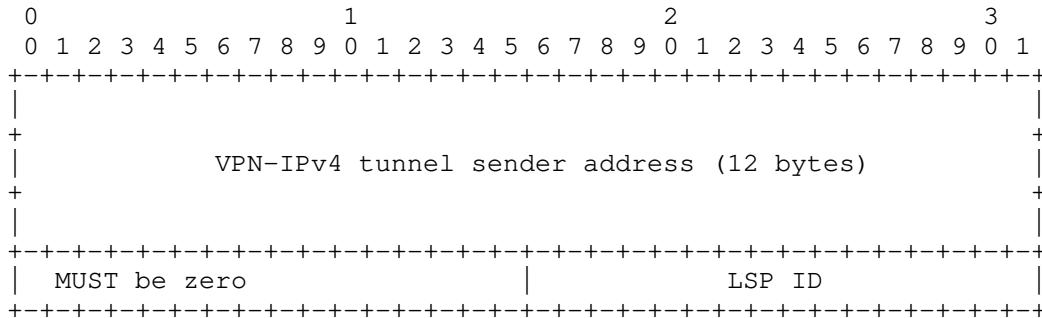 0                   1                   2                   3
 0 1 2 3 4 5 6 7 8 9 0 1 2 3 4 5 6 7 8 9 0 1 2 3 4 5 6 7 8 9 0 1
+-+-+-+-+-+-+-+-+-+-+-+-+-+-+-+-+-+-+-+-+-+-+-+-+-+-+-+-+-+-+-+-+
|                                                               |
+                                                               +
|            VPN-IPv4 tunnel sender address (12 bytes)          |
+                                                               +
|                                                               |
+-+-+-+-+-+-+-+-+-+-+-+-+-+-+-+-+-+-+-+-+-+-+-+-+-+-+-+-+-+-+-+-+
|  MUST be zero                 |            LSP ID             |
+-+-+-+-+-+-+-+-+-+-+-+-+-+-+-+-+-+-+-+-+-+-+-+-+-+-+-+-+-+-+-+-+